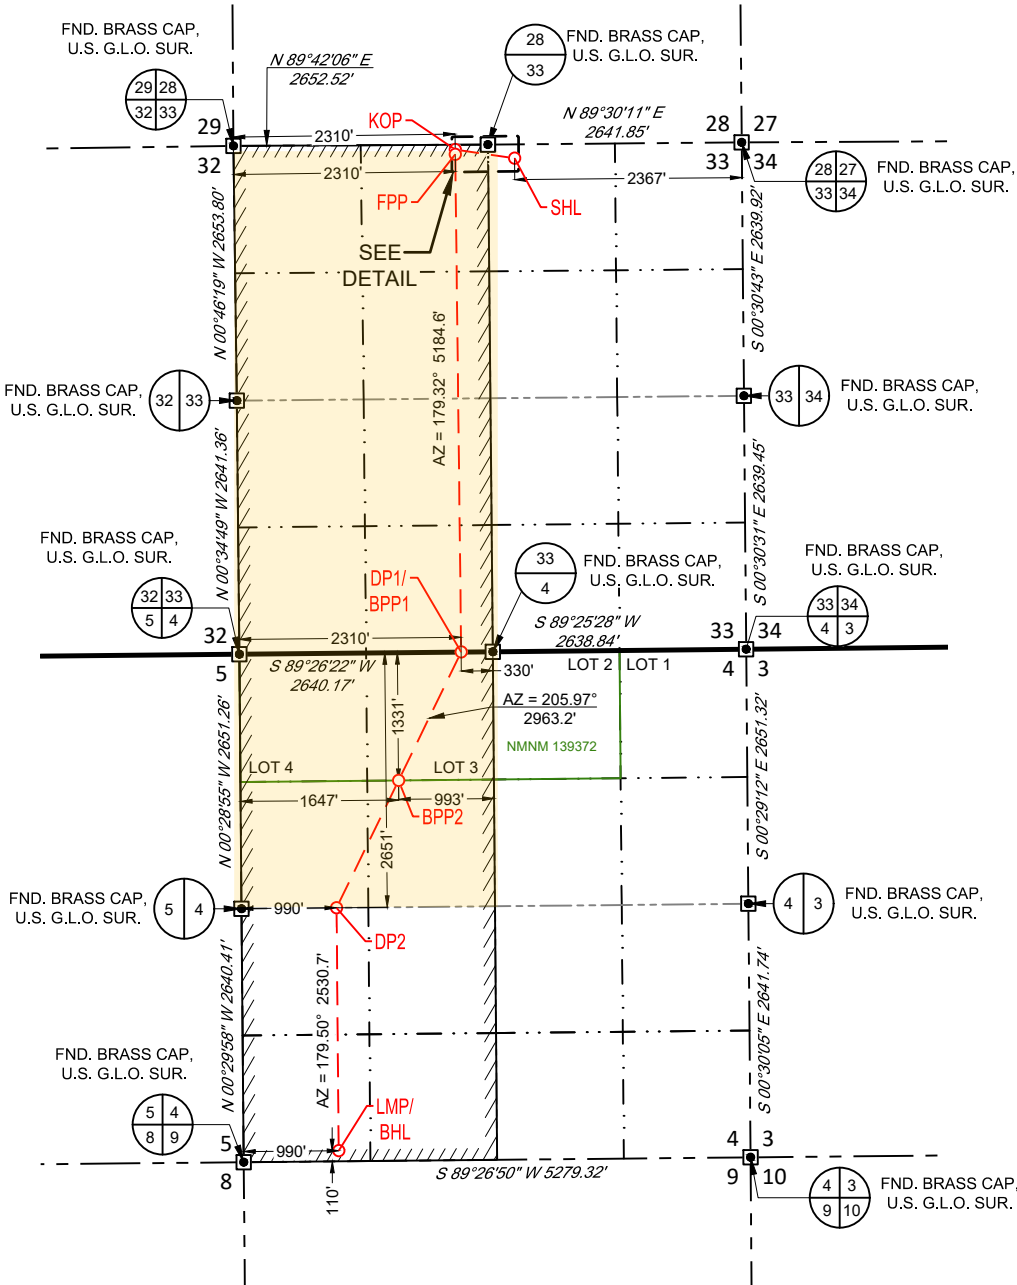 FND. BRASS CAP,
U.S. G.L.O. SUR.
29 28
32 33
N 89°42'06" E
2652.52'
28
33
FND. BRASS CAP,
U.S. G.L.O. SUR.
N 89°30'11" E
2641.85'
29
32
2310'
KOP
2310'
FPP
2367'
SHL
28 27
33 34
28 27
33 34
FND. BRASS CAP,
U.S. G.L.O. SUR.
SEE
DETAIL
N 00°46'19" W 2653.80'
AZ = 179.32° 5184.6'
S 00°30'43" E 2639.92'
FND. BRASS CAP,
U.S. G.L.O. SUR.
32 33
33 34
FND. BRASS CAP,
U.S. G.L.O. SUR.
N 00°34'49" W 2641.36'
S 00°30'31" E 2639.45'
FND. BRASS CAP,
U.S. G.L.O. SUR.
32 33
5 4
DP1/
BPP1
33
4
FND. BRASS CAP,
U.S. G.L.O. SUR.
FND. BRASS CAP,
U.S. G.L.O. SUR.
33 34
4 3
32
5
2310'
S 89°26'22" W
2640.17'
S 89°25'28" W
2638.84'
33 34
4 3
330'
LOT 2
LOT 1
AZ = 205.97°
2963.2'
NMNM 139372
1331'
LOT 4
LOT 3
1647'
993'
BPP2
2651'
N 00°28'55" W 2651.26'
S 00°29'12" E 2651.32'
FND. BRASS CAP,
U.S. G.L.O. SUR.
5 4
990'
DP2
4 3
FND. BRASS CAP,
U.S. G.L.O. SUR.
N 00°29'58" W 2640.41'
AZ = 179.50° 2530.7'
S 00°30'05" E 2641.74'
FND. BRASS CAP,
U.S. G.L.O. SUR.
5 4
8 9
LMP/
BHL
5
8
990'
110'
S 89°26'50" W 5279.32'
4 3
9 10
4 3
9 10
FND. BRASS CAP,
U.S. G.L.O. SUR.